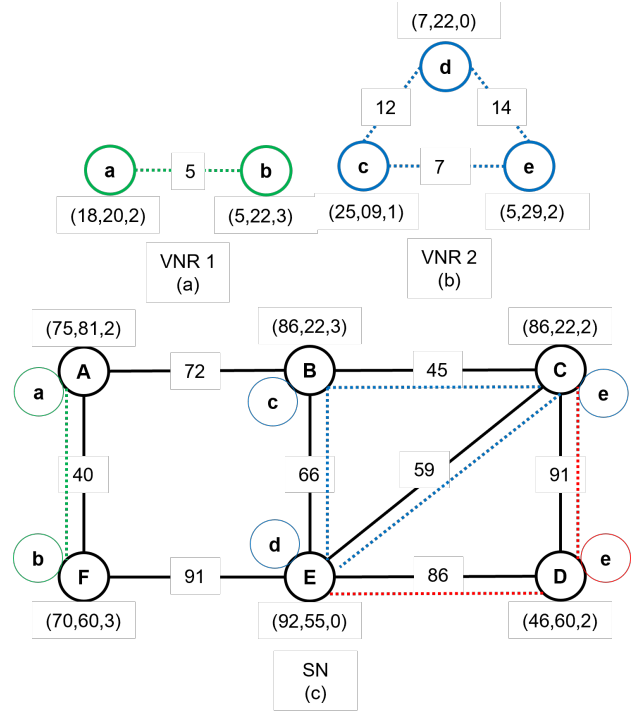 (7,22,0)
d
12
14
a
5
b
c
7
e
(18,20,2)
(5,22,3)
(25,09,1)
(5,29,2)
VNR 1
(a)
VNR 2
(b)
(75,81,2)
(86,22,3)
(86,22,2)
A
72
B
45
C
a
c
e
40
66
59
91
b
d
e
F
91
E
86
D
(70,60,3)
(92,55,0)
(46,60,2)
SN
(c)